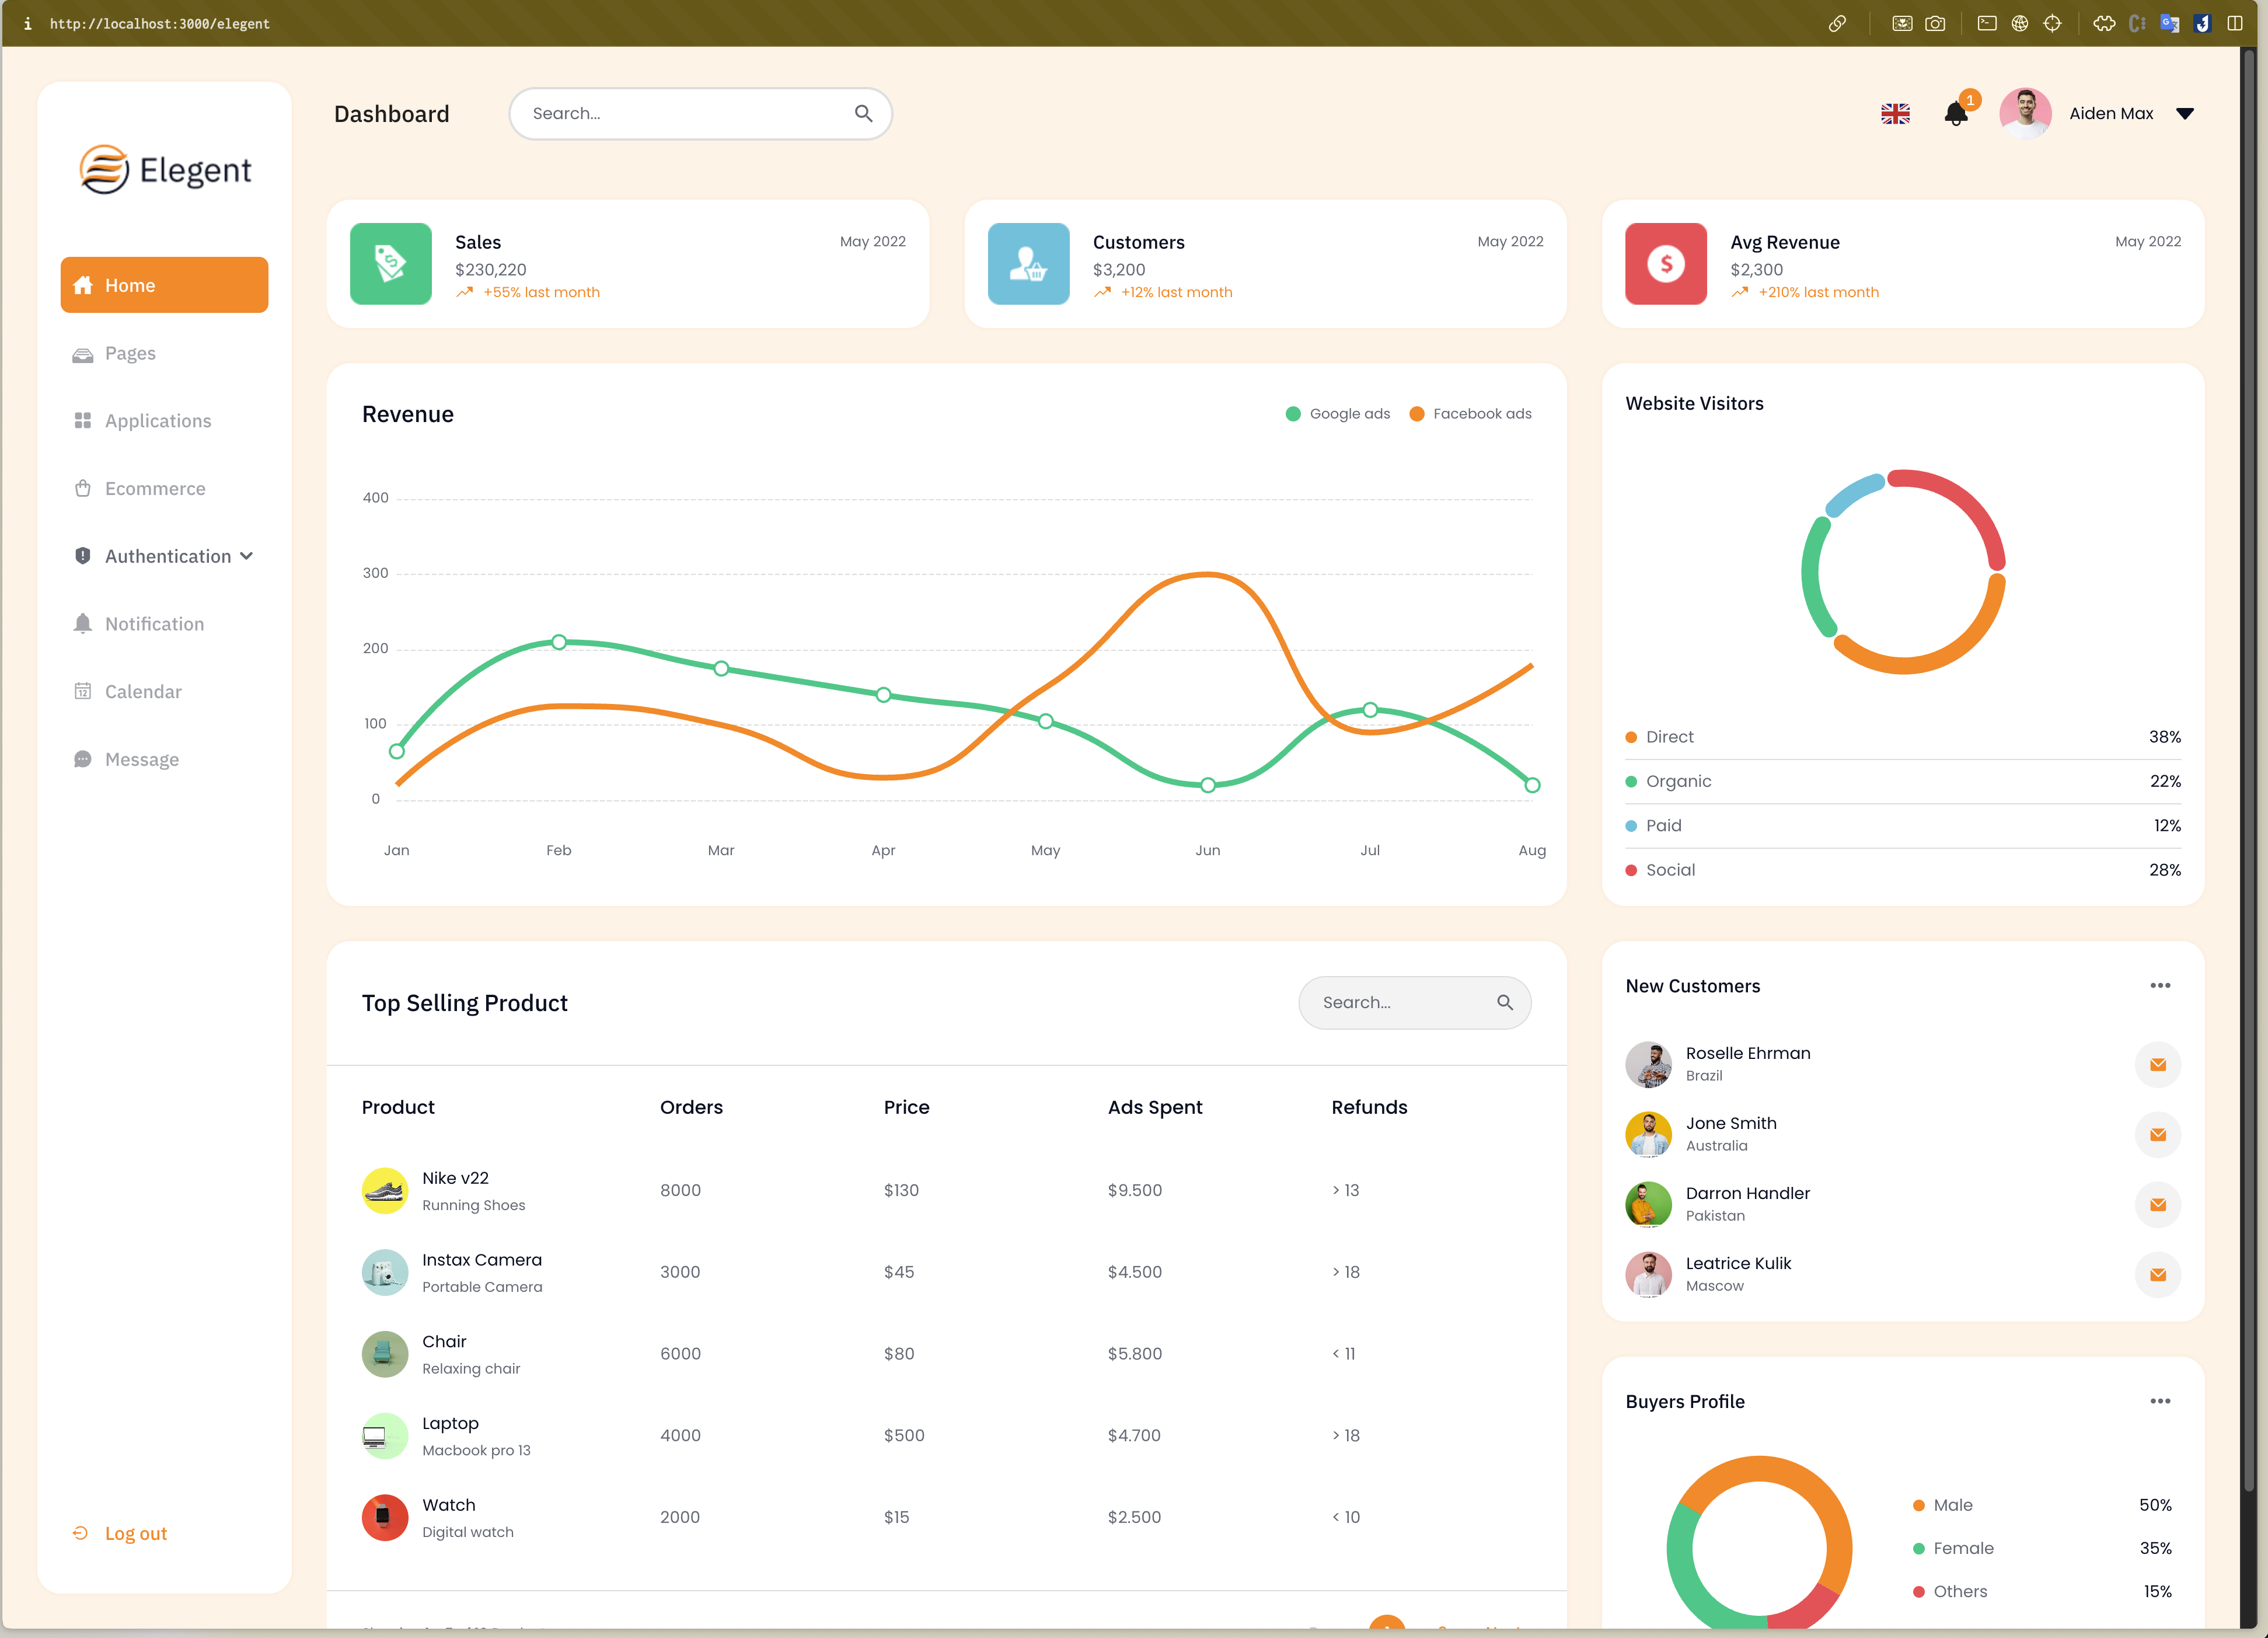 http://localhost:3000/elegent
Elegent
Home
Pages
Applications
Ecommerce
Authentication
Notification
12
Calendar
Message
Log out
Dashboard
Search...
1
Aiden Max
Sales
May 2022
$230,220
+55% last month
Customers
May 2022
$3,200
+12% last month
Avg Revenue
May 2022
$2,300
+210% last month
Revenue
Google ads
Facebook ads
400
300
200
100
0
Jan Feb Mar Apr May Jun Jul Aug
Website Visitors
Direct 38%
Organic 22%
Paid 12%
Social 28%
Top Selling Product
Search...
Product Orders Price Ads Spent Refunds
Nike v22
Running Shoes
8000 $130 $9.500 > 13
Instax Camera
Portable Camera
3000 $45 $4.500 > 18
Chair
Relaxing chair
6000 $80 $5.800 < 11
Laptop
Macbook pro 13
4000 $500 $4.700 > 18
Watch
Digital watch
2000 $15 $2.500 < 10
New Customers
Roselle Ehrman
Brazil
Jone Smith
Australia
Darron Handler
Pakistan
Leatrice Kulik
Mascow
Buyers Profile
Male 50%
Female 35%
Others 15%